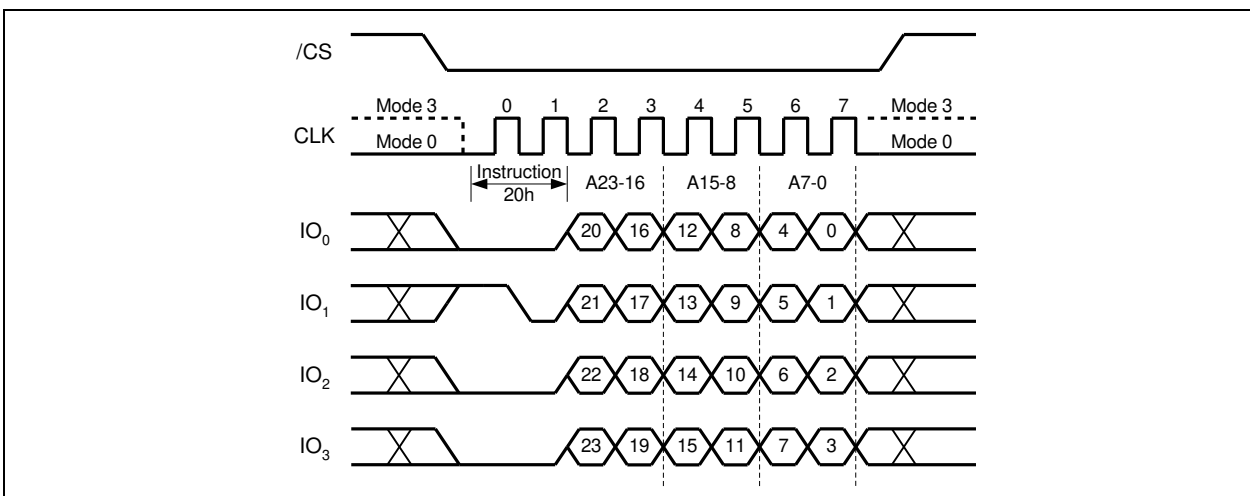 /CS
Mode 3 0 1 2 3 4 5 6 7 Mode 3
CLK
Mode 0 Mode 0
Instruction
20h
A23-16 A15-8 A7-0
IO0 20 16 12 8 4 0
IO1 21 17 13 9 5 1
IO2 22 18 14 10 6 2
IO3 23 19 15 11 7 3